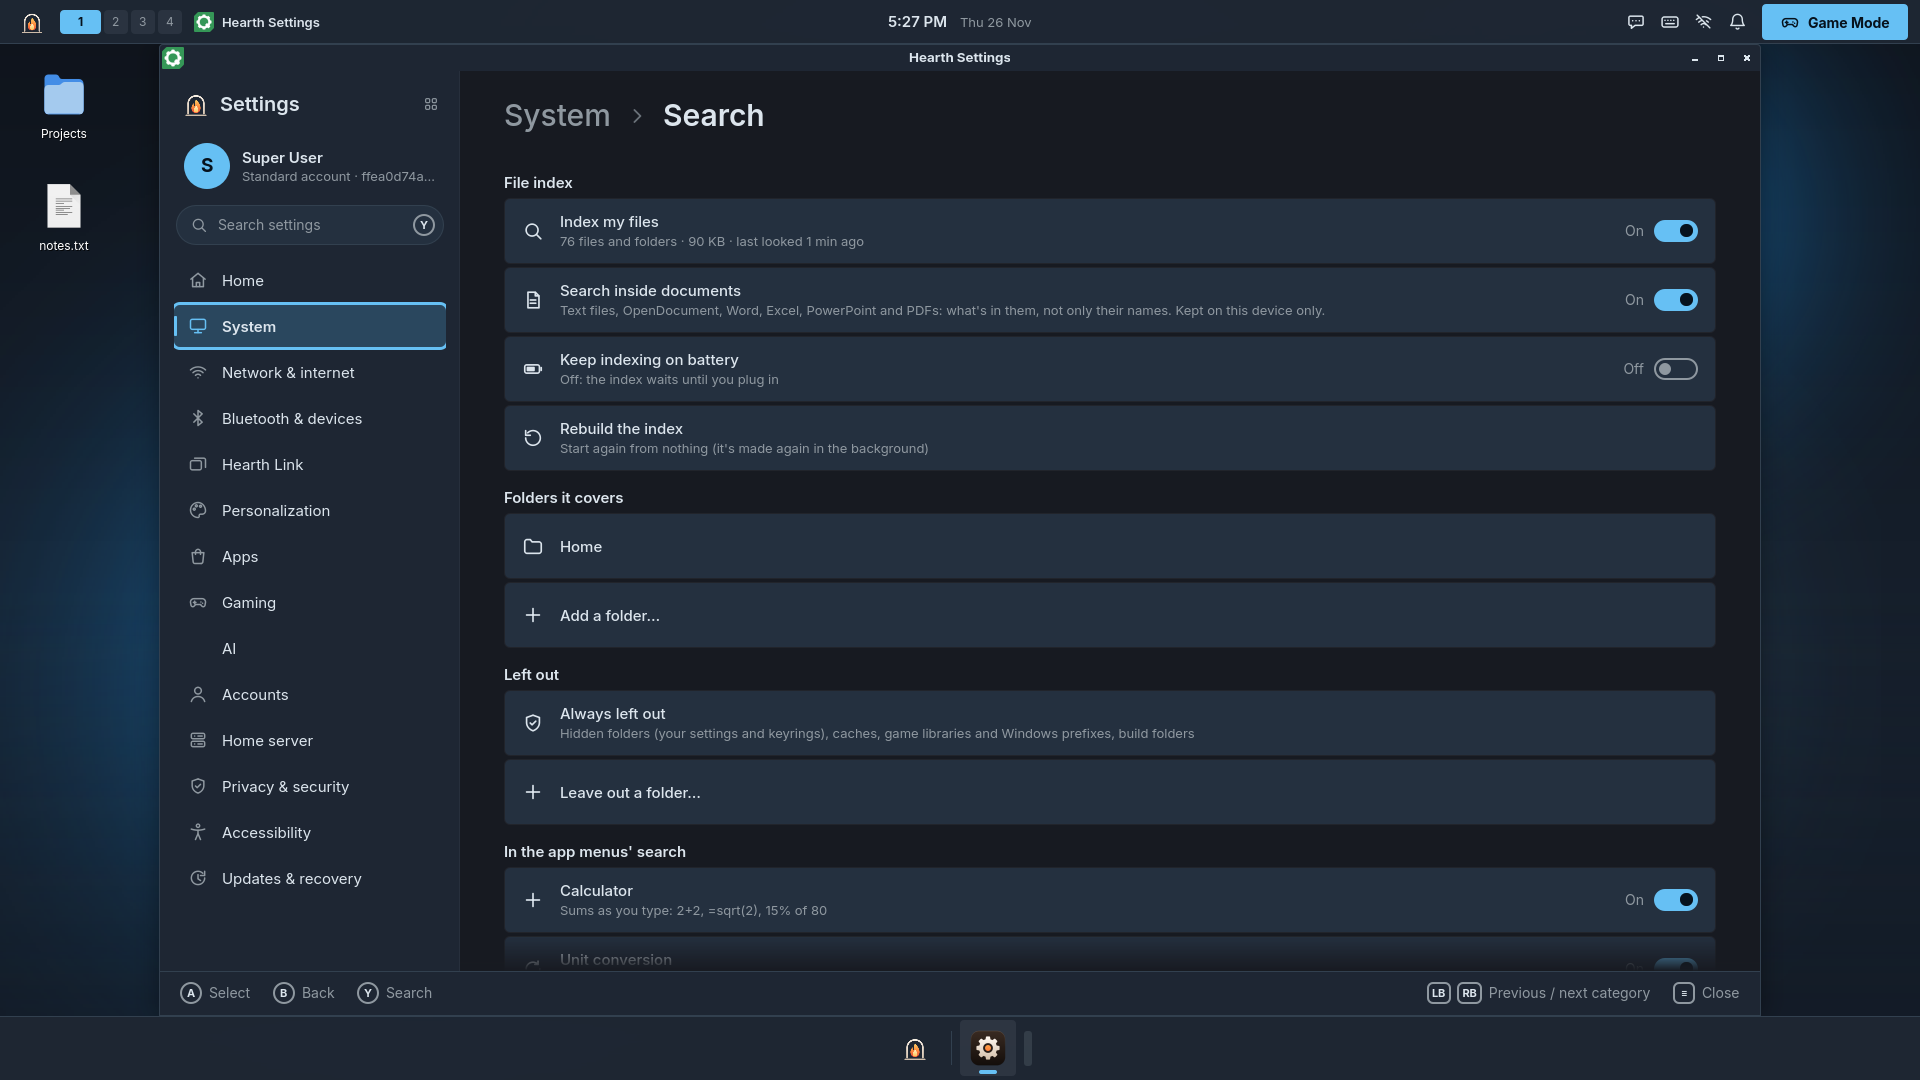 1 2 3 4 Hearth Settings 5:27 PM Thu 26 Nov Game Mode
Hearth Settings
Projects
notes.txt
Settings
S
Super User
Standard account · ffea0d74a...
Search settings Y
Home
System
Network & internet
Bluetooth & devices
Hearth Link
Personalization
Apps
Gaming
AI
Accounts
Home server
Privacy & security
Accessibility
Updates & recovery
System > Search
File index
Index my files
76 files and folders · 90 KB · last looked 1 min ago
On
Search inside documents
Text files, OpenDocument, Word, Excel, PowerPoint and PDFs: what's in them, not only their names. Kept on this device only.
On
Keep indexing on battery
Off: the index waits until you plug in
Off
Rebuild the index
Start again from nothing (it's made again in the background)
Folders it covers
Home
Add a folder...
Left out
Always left out
Hidden folders (your settings and keyrings), caches, game libraries and Windows prefixes, build folders
Leave out a folder...
In the app menus' search
Calculator
Sums as you type: 2+2, =sqrt(2), 15% of 80
On
Unit conversion
On
A Select B Back Y Search
LB RB Previous / next category Close